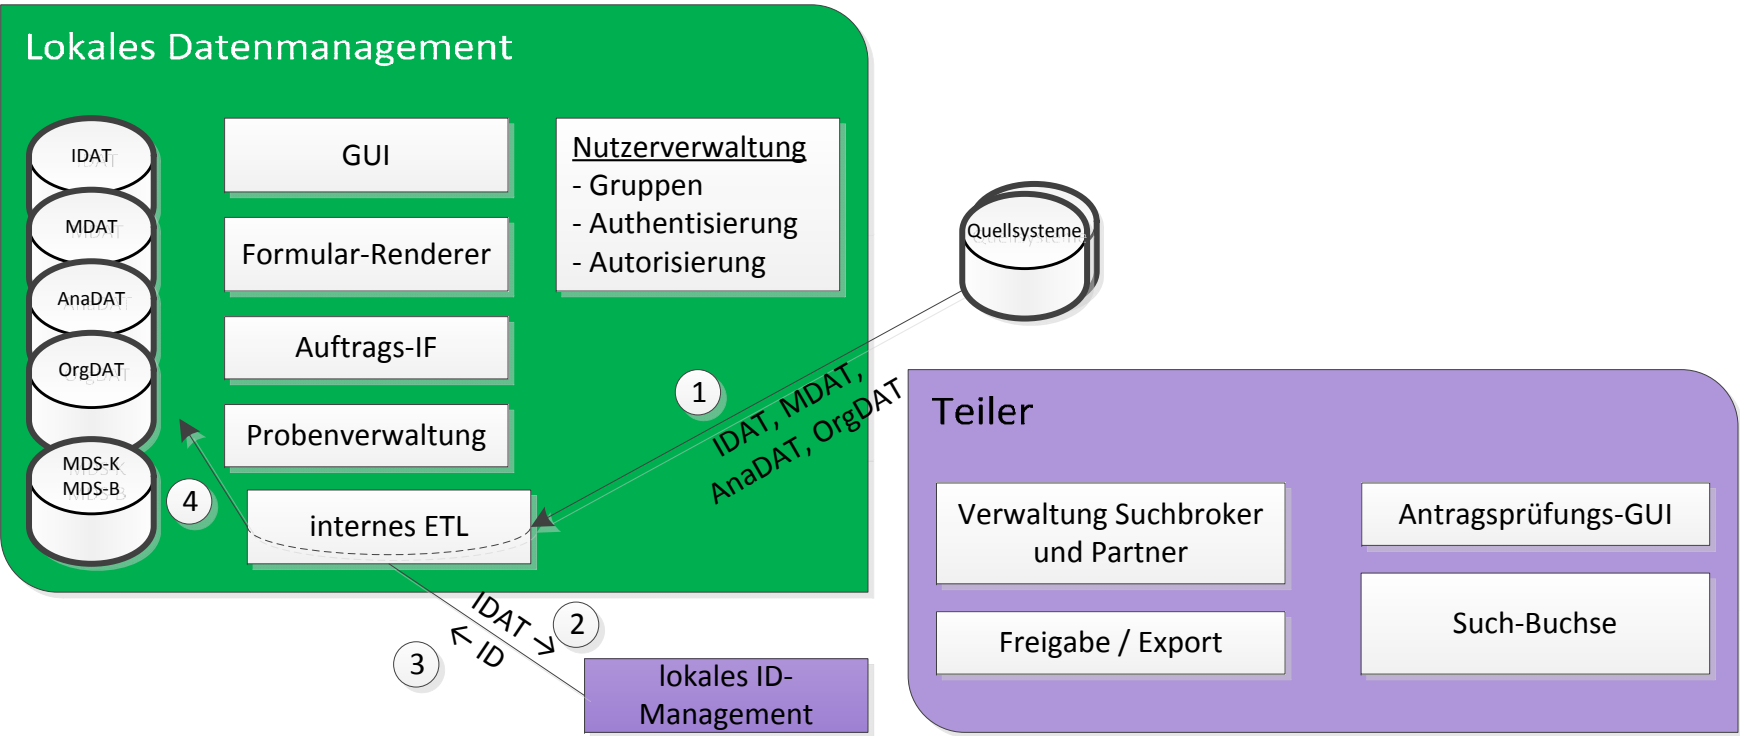 Lokales Datenmanagement
IDAT
MDAT
AnaDAT
OrgDAT
MDS-K
MDS-B
GUI
Formular-Renderer
Auftrags-IF
Probenverwaltung
internes ETL
Nutzerverwaltung
- Gruppen
- Authentisierung
- Autorisierung
Quellsysteme
1
IDAT, MDAT,
AnaDAT, OrgDAT
4
IDAT →
← ID
2
3
lokales ID-
Management
Teiler
Verwaltung Suchbroker
und Partner
Freigabe / Export
Antragsprüfungs-GUI
Such-Buchse